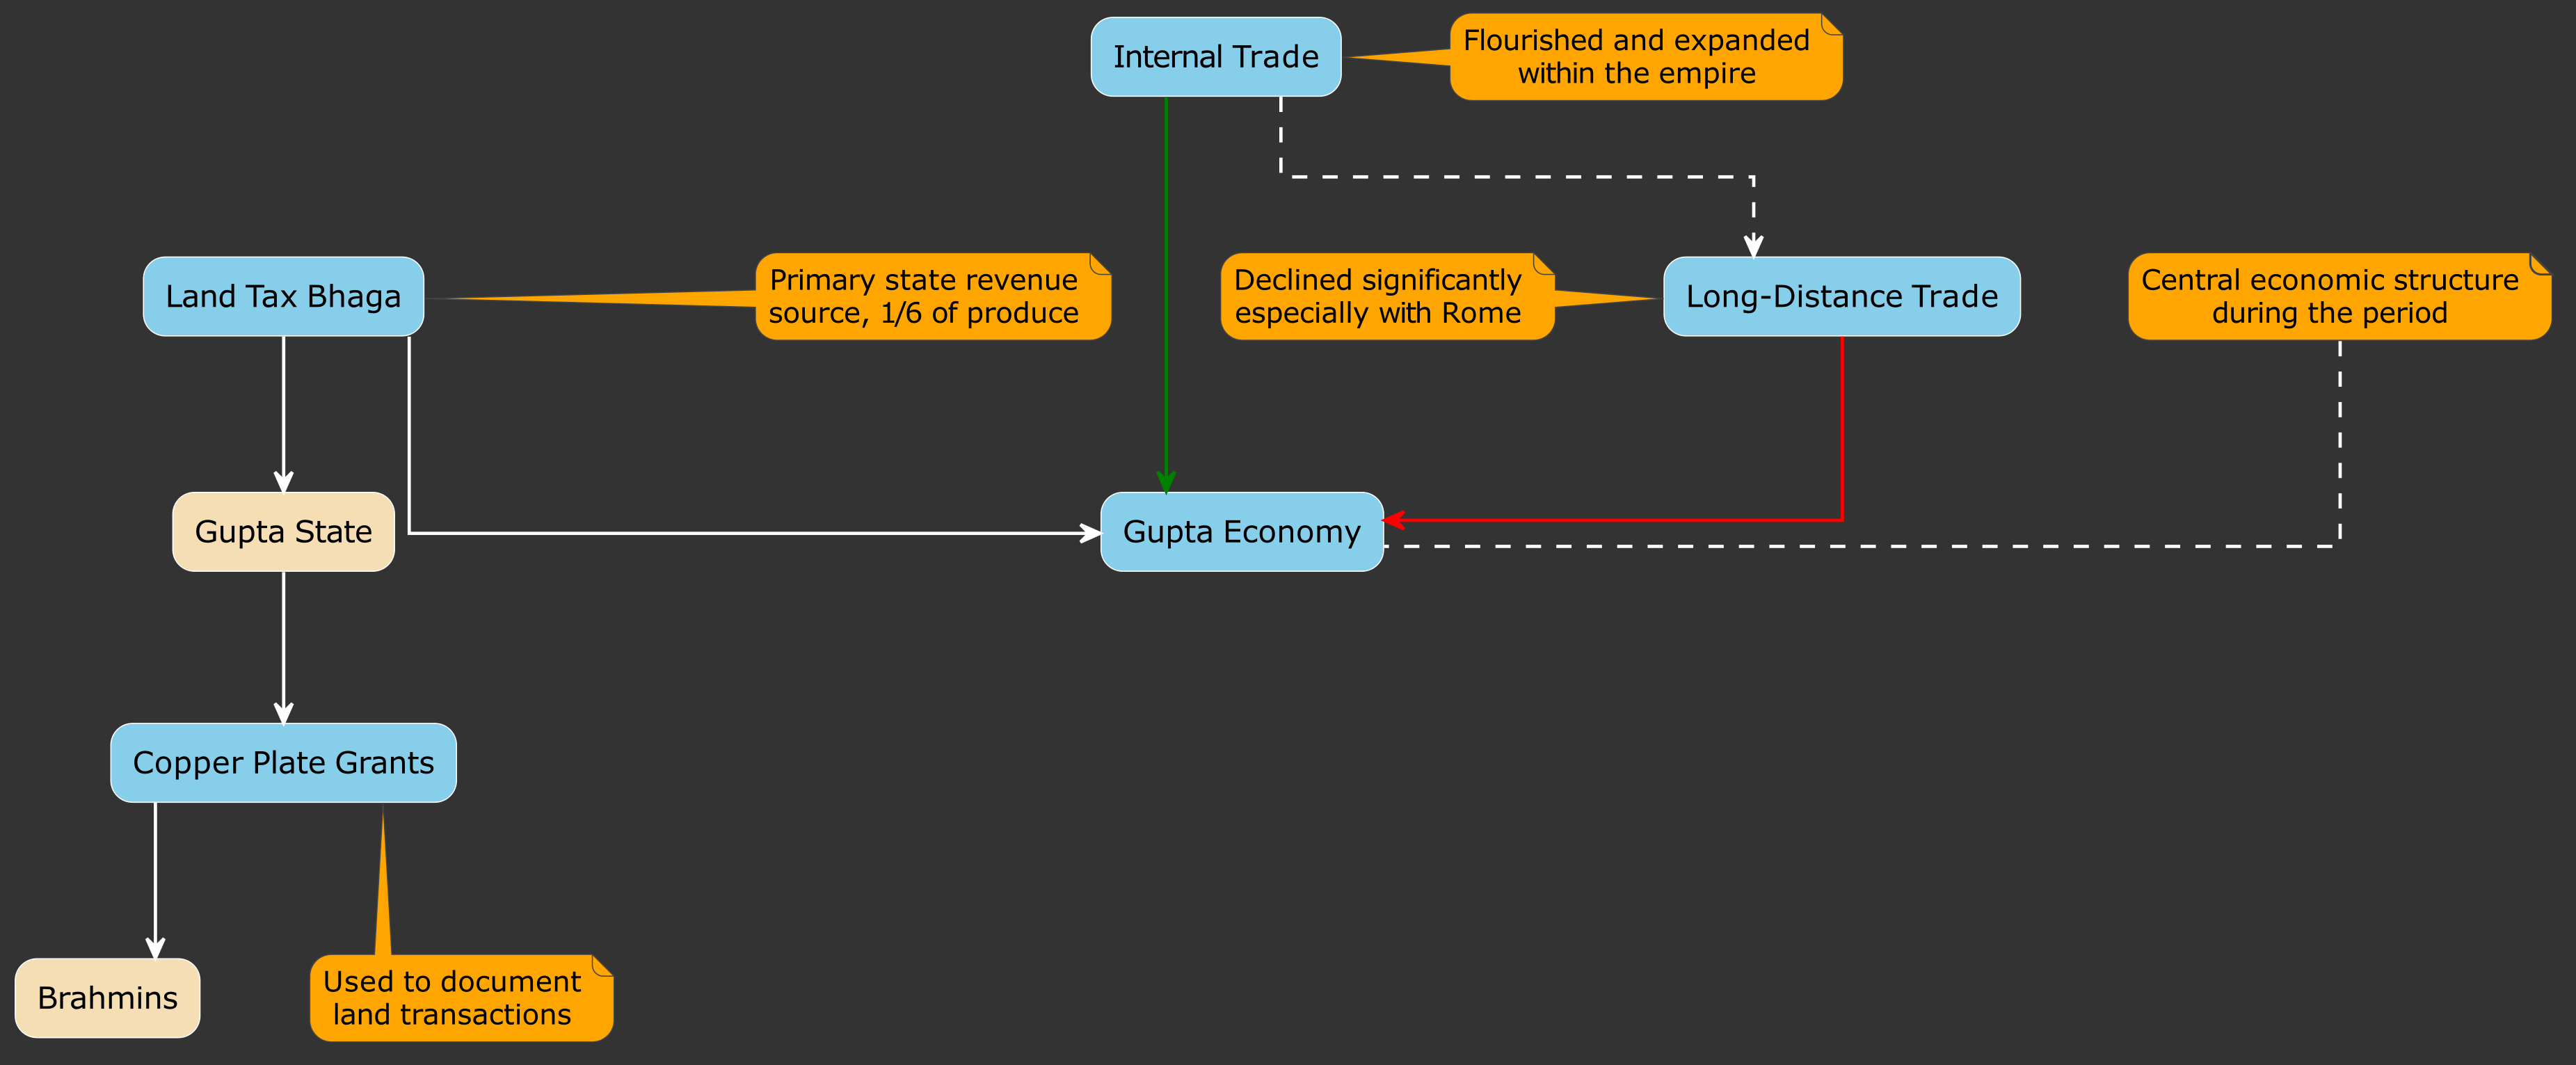 Internal Trade
Flourished and expanded
within the empire
Land Tax Bhaga
Primary state revenue
source, 1/6 of produce
Declined significantly
especially with Rome
Long-Distance Trade
Central economic structure
during the period
Gupta State
Gupta Economy
Copper Plate Grants
Brahmins
Used to document
land transactions